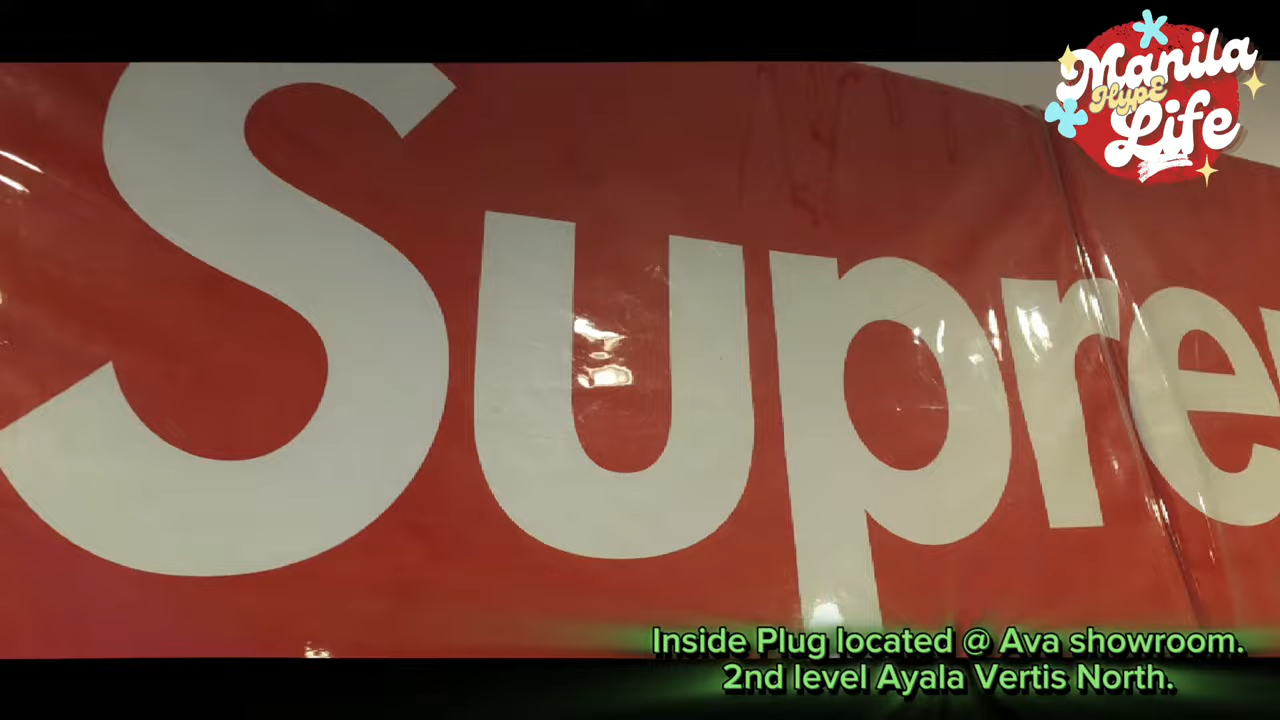 Manila
HypE
Life
Supre
Inside Plug located @ Ava showroom.
2nd level Ayala Vertis North.